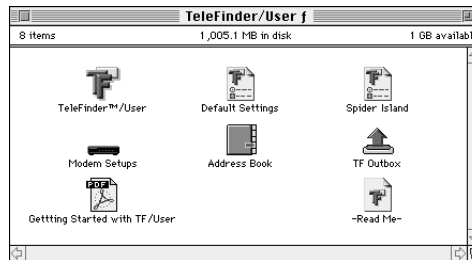 TeleFinder/User ƒ
8 items 1,005.1 MB in disk 1 GB availabl
TeleFinder™/User Default Settings Spider Island
Modem Setups Address Book TF Outbox
PDF
Gettting Started with TF/User -Read Me-